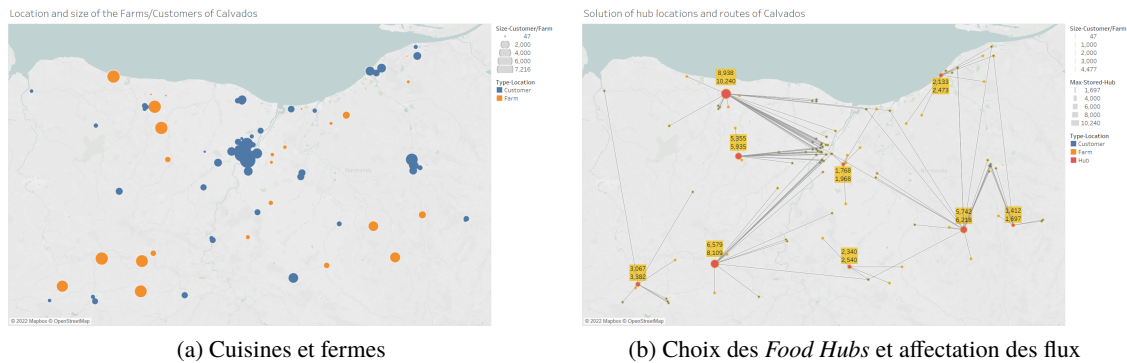 Location and size of the Farms/Customers of Calvados
Size-Customer/Farm
47
2,000
4,000
6,000
7,216
Type-Location
Customer
Farm
© 2022 Mapbox © OpenStreetMap
(a) Cuisines et fermes
Solution of hub locations and routes of Calvados
8,938
10,240
2,133
2,473
5,355
5,935
1,768
1,968
5,742
6,218
1,412
1,697
6,579
8,109
2,340
2,540
3,067
3,382
Size-Customer/Farm
47
1,000
2,000
3,000
4,477
Max-Stored-Hub
1,697
4,000
6,000
8,000
10,240
Type-Location
Customer
Farm
Hub
© 2022 Mapbox © OpenStreetMap
(b) Choix des Food Hubs et affectation des flux